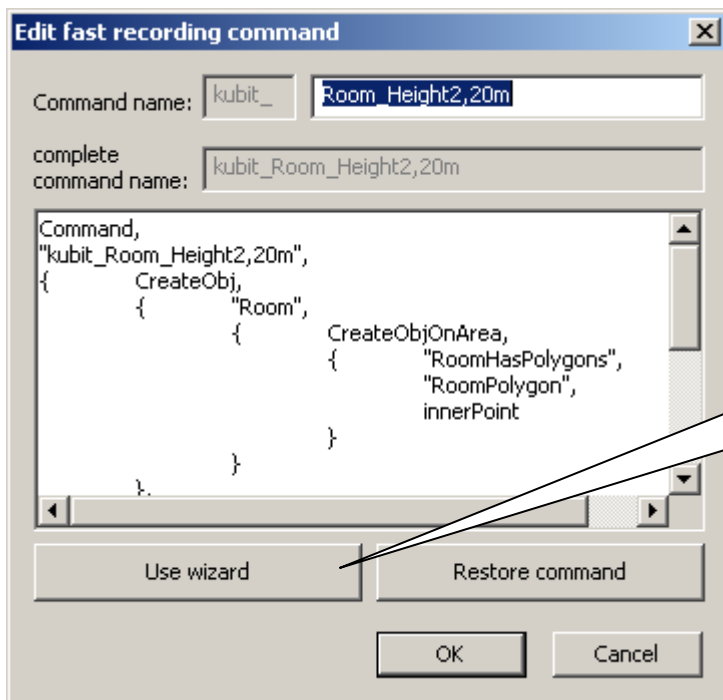 Edit fast recording command
Command name: kubit_ Room_Height2,20m
complete
command name: kubit_Room_Height2,20m
Command,
"kubit_Room_Height2,20m",
{ CreateObj,
{ "Room",
{ CreateObjOnArea,
{ "RoomHasPolygons",
"RoomPolygon",
innerPoint
}
}
},
Use wizard Restore command
OK Cancel